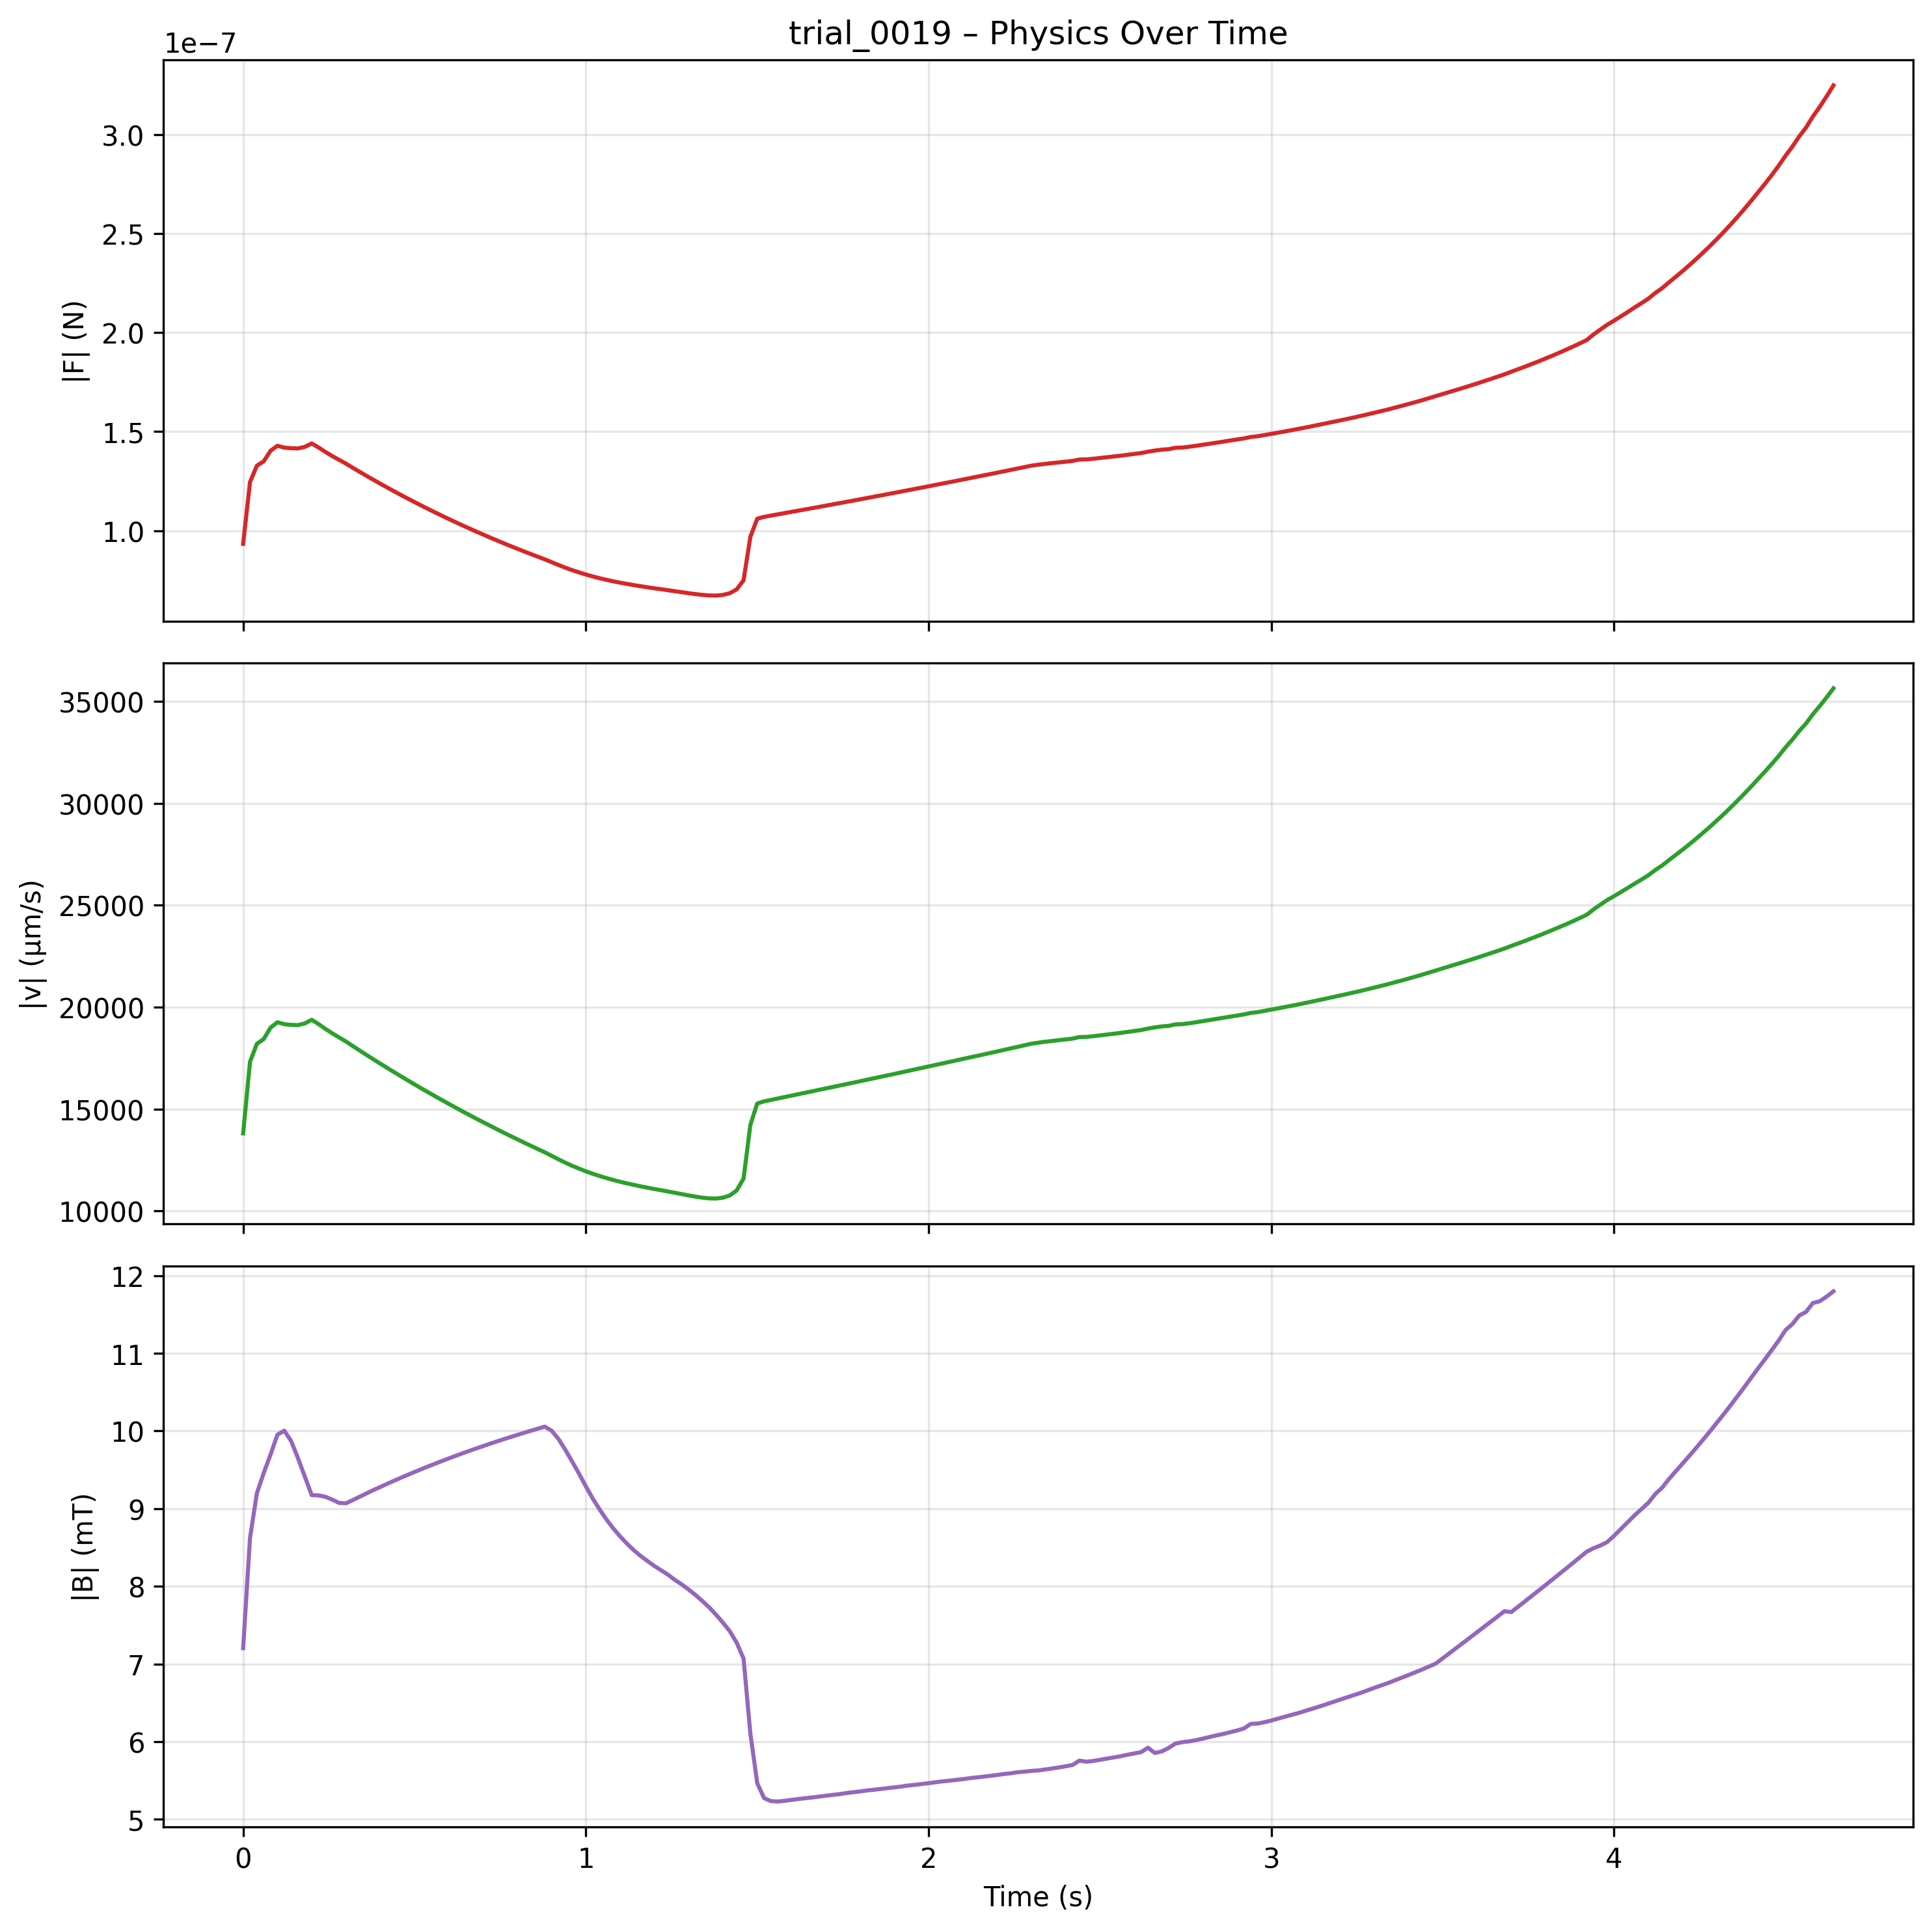 trial_0019 – Physics Over Time
1e−7
3.0
2.5
2.0
1.5
1.0
|F| (N)
35000
30000
25000
20000
15000
10000
|v| (µm/s)
12
11
10
9
8
7
6
5
|B| (mT)
0 1 2 3 4
Time (s)